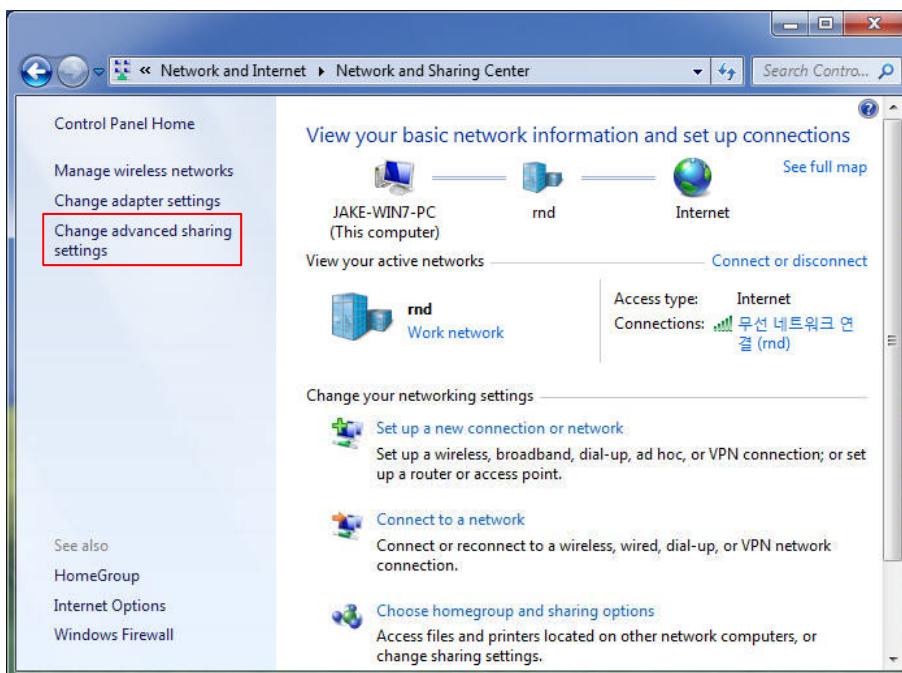 « Network and Internet ▸ Network and Sharing Center
Search Contro...
Control Panel Home
Manage wireless networks
Change adapter settings
Change advanced sharing
settings
See also
HomeGroup
Internet Options
Windows Firewall
View your basic network information and set up connections
See full map
JAKE-WIN7-PC
(This computer)
rnd
Internet
View your active networks
Connect or disconnect
rnd
Work network
Access type: Internet
Connections: 무선 네트워크 연
결 (rnd)
Change your networking settings
Set up a new connection or network
Set up a wireless, broadband, dial-up, ad hoc, or VPN connection; or set
up a router or access point.
Connect to a network
Connect or reconnect to a wireless, wired, dial-up, or VPN network
connection.
Choose homegroup and sharing options
Access files and printers located on other network computers, or
change sharing settings.